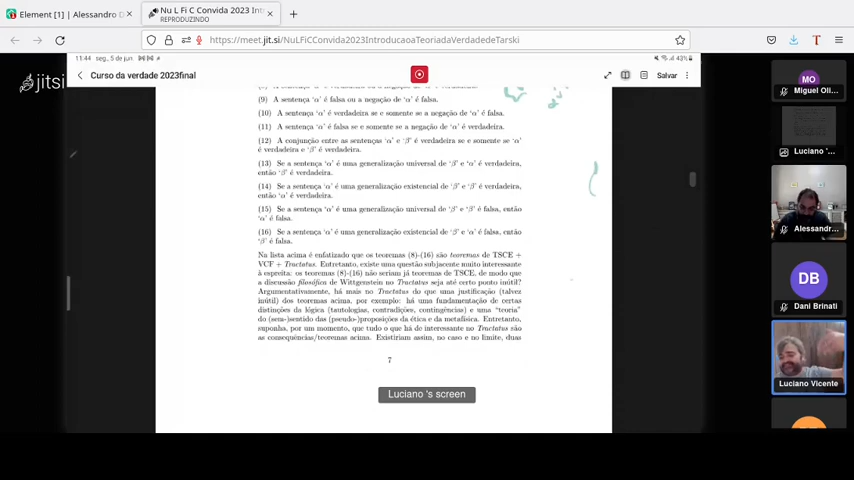 Element [1] | Alessandro D
Nu L Fi C Convida 2023 Int
REPRODUZINDO
https://meet.jit.si/NuLFiCConvida2023IntroducaoaTeoriadaVerdadedeTarski
jitsi
11:44 seg., 5 de jun.
43%
Curso da verdade 2023final
Salvar
(9) A sentença ‘α’ é falsa ou a negação de ‘α’ é falsa.
(10) A sentença ‘α’ é verdadeira se e somente se a negação de ‘α’ é falsa.
(11) A sentença ‘α’ é falsa se e somente se a negação de ‘α’ é verdadeira.
(12) A conjunção entre as sentenças ‘α’ e ‘β’ é verdadeira se e somente se ‘α’
é verdadeira e ‘β’ é verdadeira.
(13) Se a sentença ‘α’ é uma generalização universal de ‘β’ e ‘α’ é verdadeira,
então ‘β’ é verdadeira.
(14) Se a sentença ‘α’ é uma generalização existencial de ‘β’ e ‘β’ é verdadeira,
então ‘α’ é verdadeira.
(15) Se a sentença ‘α’ é uma generalização universal de ‘β’ e ‘β’ é falsa, então
‘α’ é falsa.
(16) Se a sentença ‘α’ é uma generalização existencial de ‘β’ e ‘α’ é falsa, então
‘β’ é falsa.
Na lista acima é enfatizado que os teoremas (8)-(16) são teoremas de TSCE +
VCF + Tractatus. Entretanto, existe uma questão subjacente muito interessante
à espreita: os teoremas (8)-(16) não seriam já teoremas de TSCE, de modo que
a discussão filosófica de Wittgenstein no Tractatus seja até certo ponto inútil?
Argumentativamente, há mais no Tractatus do que uma justificação (talvez
inútil) dos teoremas acima, por exemplo: há uma fundamentação de certas
distinções da lógica (tautologias, contradições, contingências) e uma “teoria”
do (sem-)sentido das (pseudo-)proposições da ética e da metafísica. Entretanto,
suponha, por um momento, que tudo o que há de interessante no Tractatus são
as consequências/teoremas acima. Existiriam assim, no caso e no limite, duas
7
Luciano 's screen
MO
Miguel Oli...
Luciano '...
Alessandr...
DB
Dani Brinati
Luciano Vicente